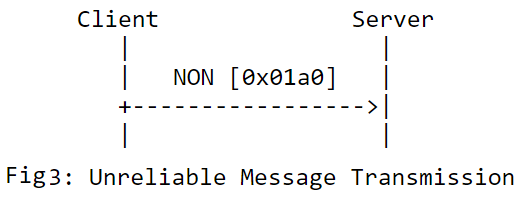 Client Server
NON [0x01a0]
Fig3: Unreliable Message Transmission